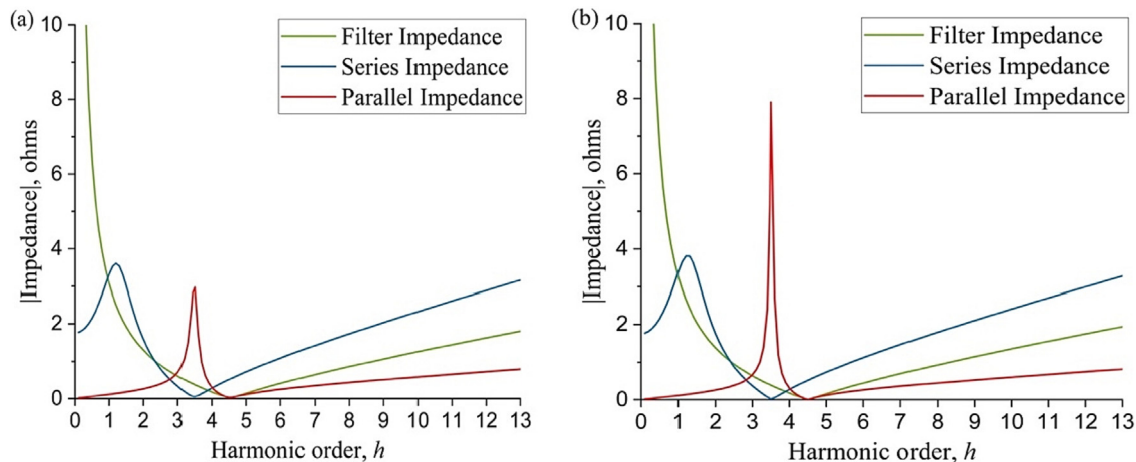 (a)
10
8
6
4
2
0
|Impedance|, ohms
Filter Impedance
Series Impedance
Parallel Impedance
0 1 2 3 4 5 6 7 8 9 10 11 12 13
Harmonic order, h
(b)
10
8
6
4
2
0
|Impedance|, ohms
Filter Impedance
Series Impedance
Parallel Impedance
0 1 2 3 4 5 6 7 8 9 10 11 12 13
Harmonic order, h